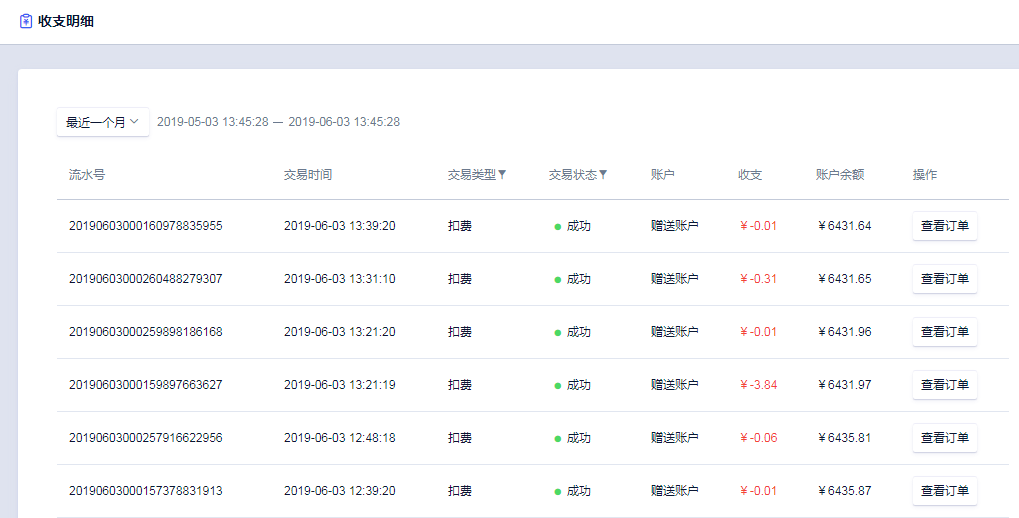 收支明细
最近一个月 2019-05-03 13:45:28 — 2019-06-03 13:45:28
流水号 交易时间 交易类型 交易状态 账户 收支 账户余额 操作
20190603000160978835955 2019-06-03 13:39:20 扣费 成功 赠送账户 ￥-0.01 ￥6431.64 查看订单
20190603000260488279307 2019-06-03 13:31:10 扣费 成功 赠送账户 ￥-0.31 ￥6431.65 查看订单
20190603000259898186168 2019-06-03 13:21:20 扣费 成功 赠送账户 ￥-0.01 ￥6431.96 查看订单
20190603000159897663627 2019-06-03 13:21:19 扣费 成功 赠送账户 ￥-3.84 ￥6431.97 查看订单
20190603000257916622956 2019-06-03 12:48:18 扣费 成功 赠送账户 ￥-0.06 ￥6435.81 查看订单
20190603000157378831913 2019-06-03 12:39:20 扣费 成功 赠送账户 ￥-0.01 ￥6435.87 查看订单